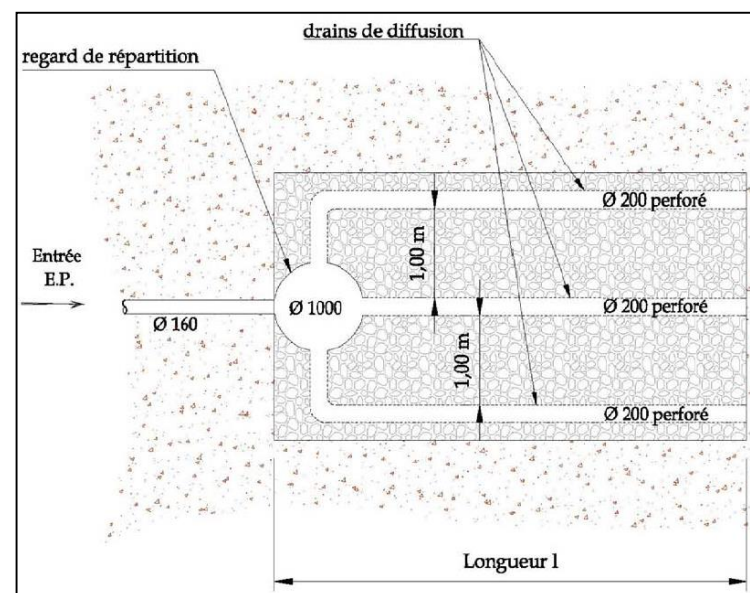 drains de diffusion
regard de répartition
Ø 200 perforé
1,00 m
Entrée
E.P.
Ø 1000
Ø 200 perforé
Ø 160
1,00 m
Ø 200 perforé
Longueur l